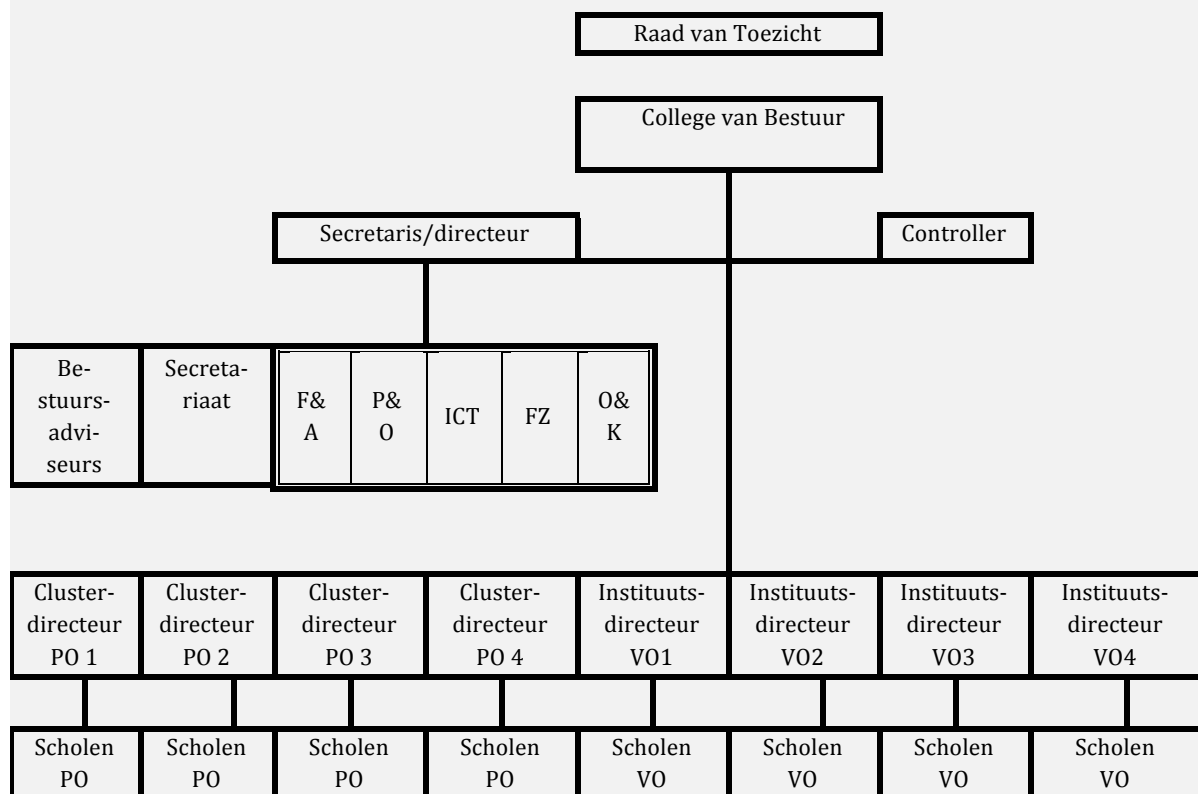 Raad van Toezicht
College van Bestuur
Secretaris/directeur
Controller
Be-
stuurs-
advi-
seurs
Secreta-
riaat
F&
A
P&
O
ICT
FZ
O&
K
Cluster-
directeur
PO 1
Cluster-
directeur
PO 2
Cluster-
directeur
PO 3
Cluster-
directeur
PO 4
Instituuts-
directeur
VO1
Instituuts-
directeur
VO2
Instituuts-
directeur
VO3
Instituuts-
directeur
VO4
Scholen
PO
Scholen
PO
Scholen
PO
Scholen
PO
Scholen
VO
Scholen
VO
Scholen
VO
Scholen
VO